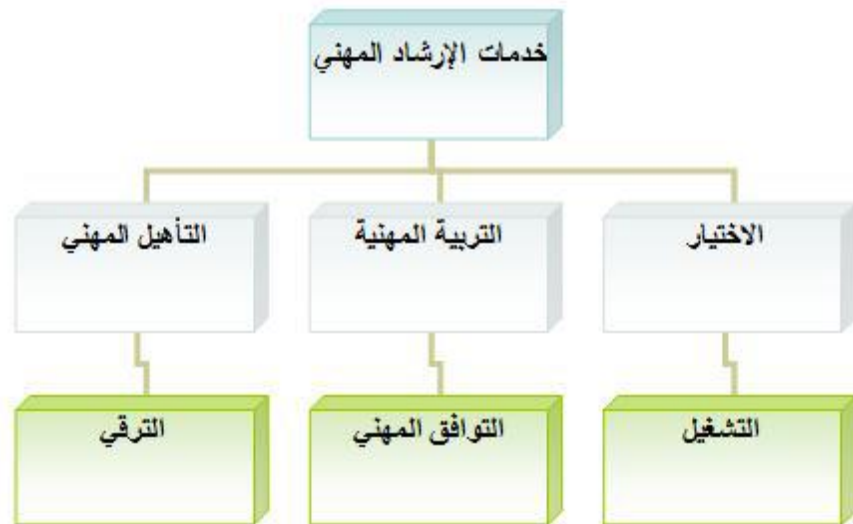 خدمات الإرشاد المهني
الاختيار
التربية المهنية
التأهيل المهني
التشغيل
التوافق المهني
الترقي